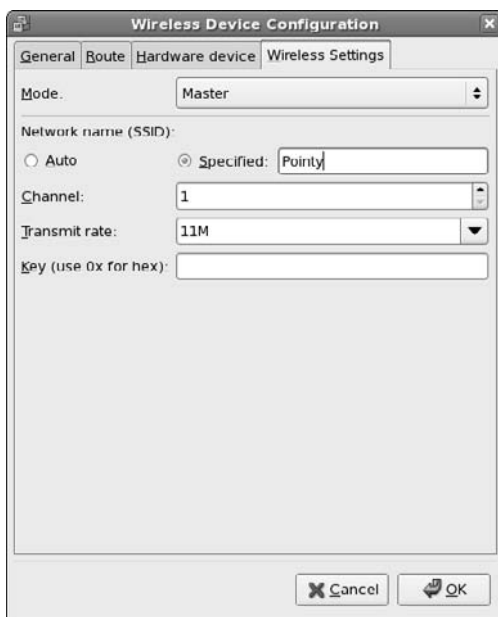 Wireless Device Configuration
General Route Hardware device Wireless Settings
Mode. Master
Network name (SSID):
Auto Specified: Pointy
Channel: 1
Transmit rate: 11M
Key (use 0x for hex):
Cancel OK